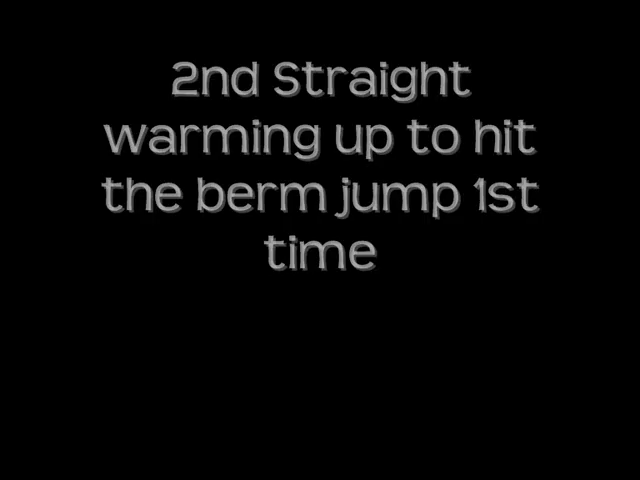 2nd Straight
warming up to hit
the berm jump 1st
time